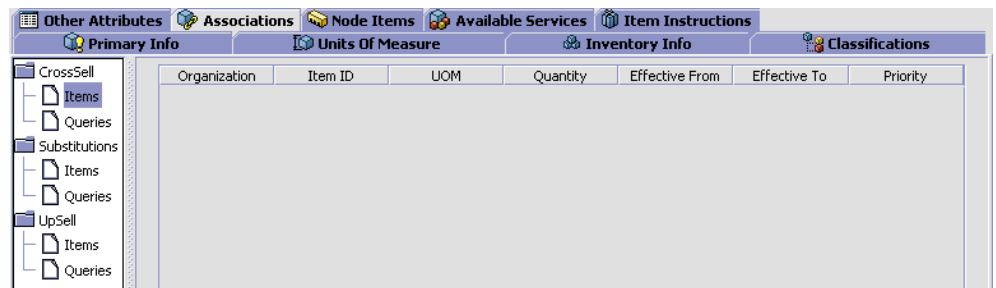 Other Attributes Associations Node Items Available Services Item Instructions
Primary Info Units Of Measure Inventory Info Classifications
CrossSell
Items
Queries
Substitutions
Items
Queries
UpSell
Items
Queries
Organization Item ID UOM Quantity Effective From Effective To Priority